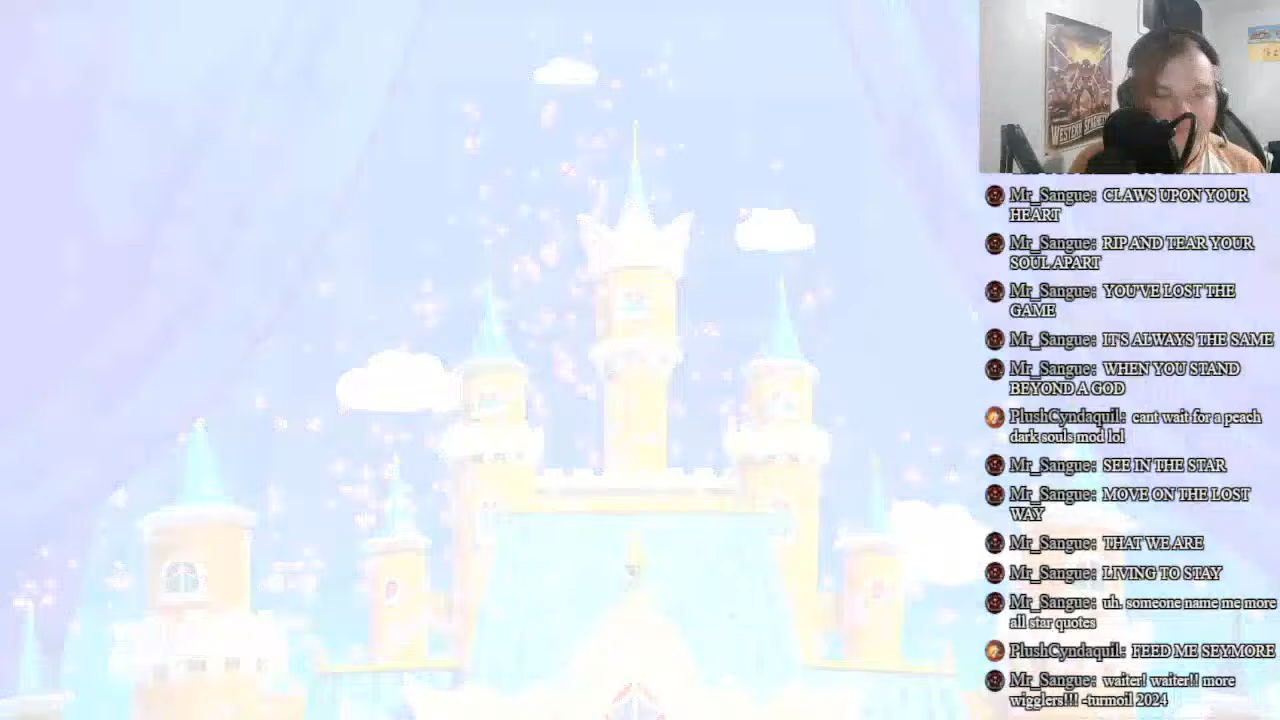 WESTERN SPAGHETTI
Mr_Sangue: CLAWS UPON YOUR
HEART
Mr_Sangue: RIP AND TEAR YOUR
SOUL APART
Mr_Sangue: YOU'VE LOST THE
GAME
Mr_Sangue: IT'S ALWAYS THE SAME
Mr_Sangue: WHEN YOU STAND
BEYOND A GOD
PlushCyndaquil: cant wait for a peach
dark souls mod lol
Mr_Sangue: SEE IN THE STAR
Mr_Sangue: MOVE ON THE LOST
WAY
Mr_Sangue: THAT WE ARE
Mr_Sangue: LIVING TO STAY
Mr_Sangue: uh. someone name me more
all star quotes
PlushCyndaquil: FEED ME SEYMORE
Mr_Sangue: waiter! waiter!! more
wigglers!!! -turmoil 2024